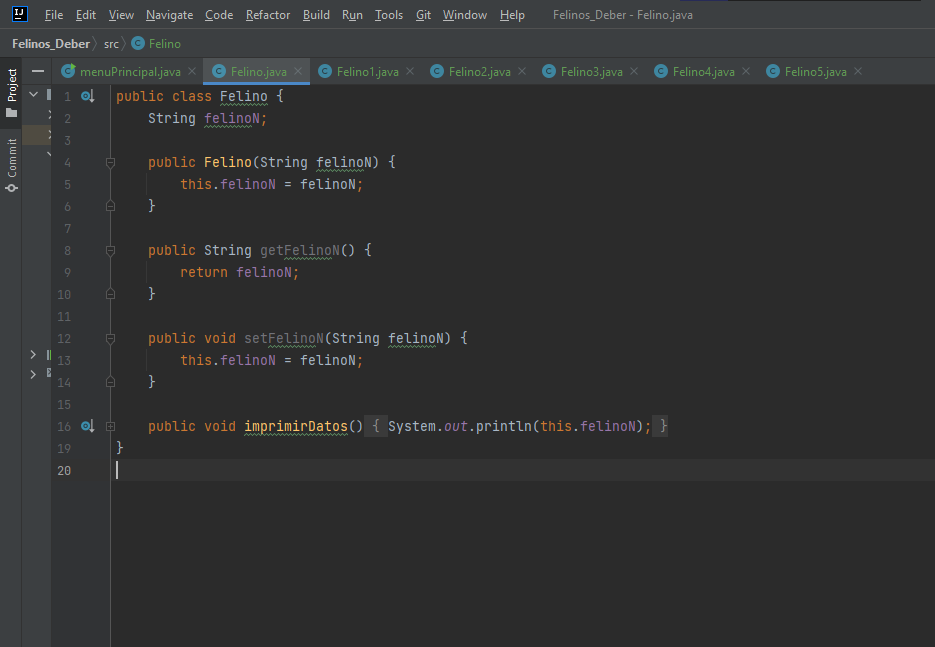 IJ File Edit View Navigate Code Refactor Build Run Tools Git Window Help Felinos_Deber - Felino.java
Felinos_Deber src C Felino
Project
Commit
menuPrincipal.java Felino.java Felino1.java Felino2.java Felino3.java Felino4.java Felino5.java
1 public class Felino {
2 String felinoN;
3
4 public Felino(String felinoN) {
5 this.felinoN = felinoN;
6 }
7
8 public String getFelinoN() {
9 return felinoN;
10 }
11
12 public void setFelinoN(String felinoN) {
13 this.felinoN = felinoN;
14 }
15
16 public void imprimirDatos() { System.out.println(this.felinoN); }
19 }
20